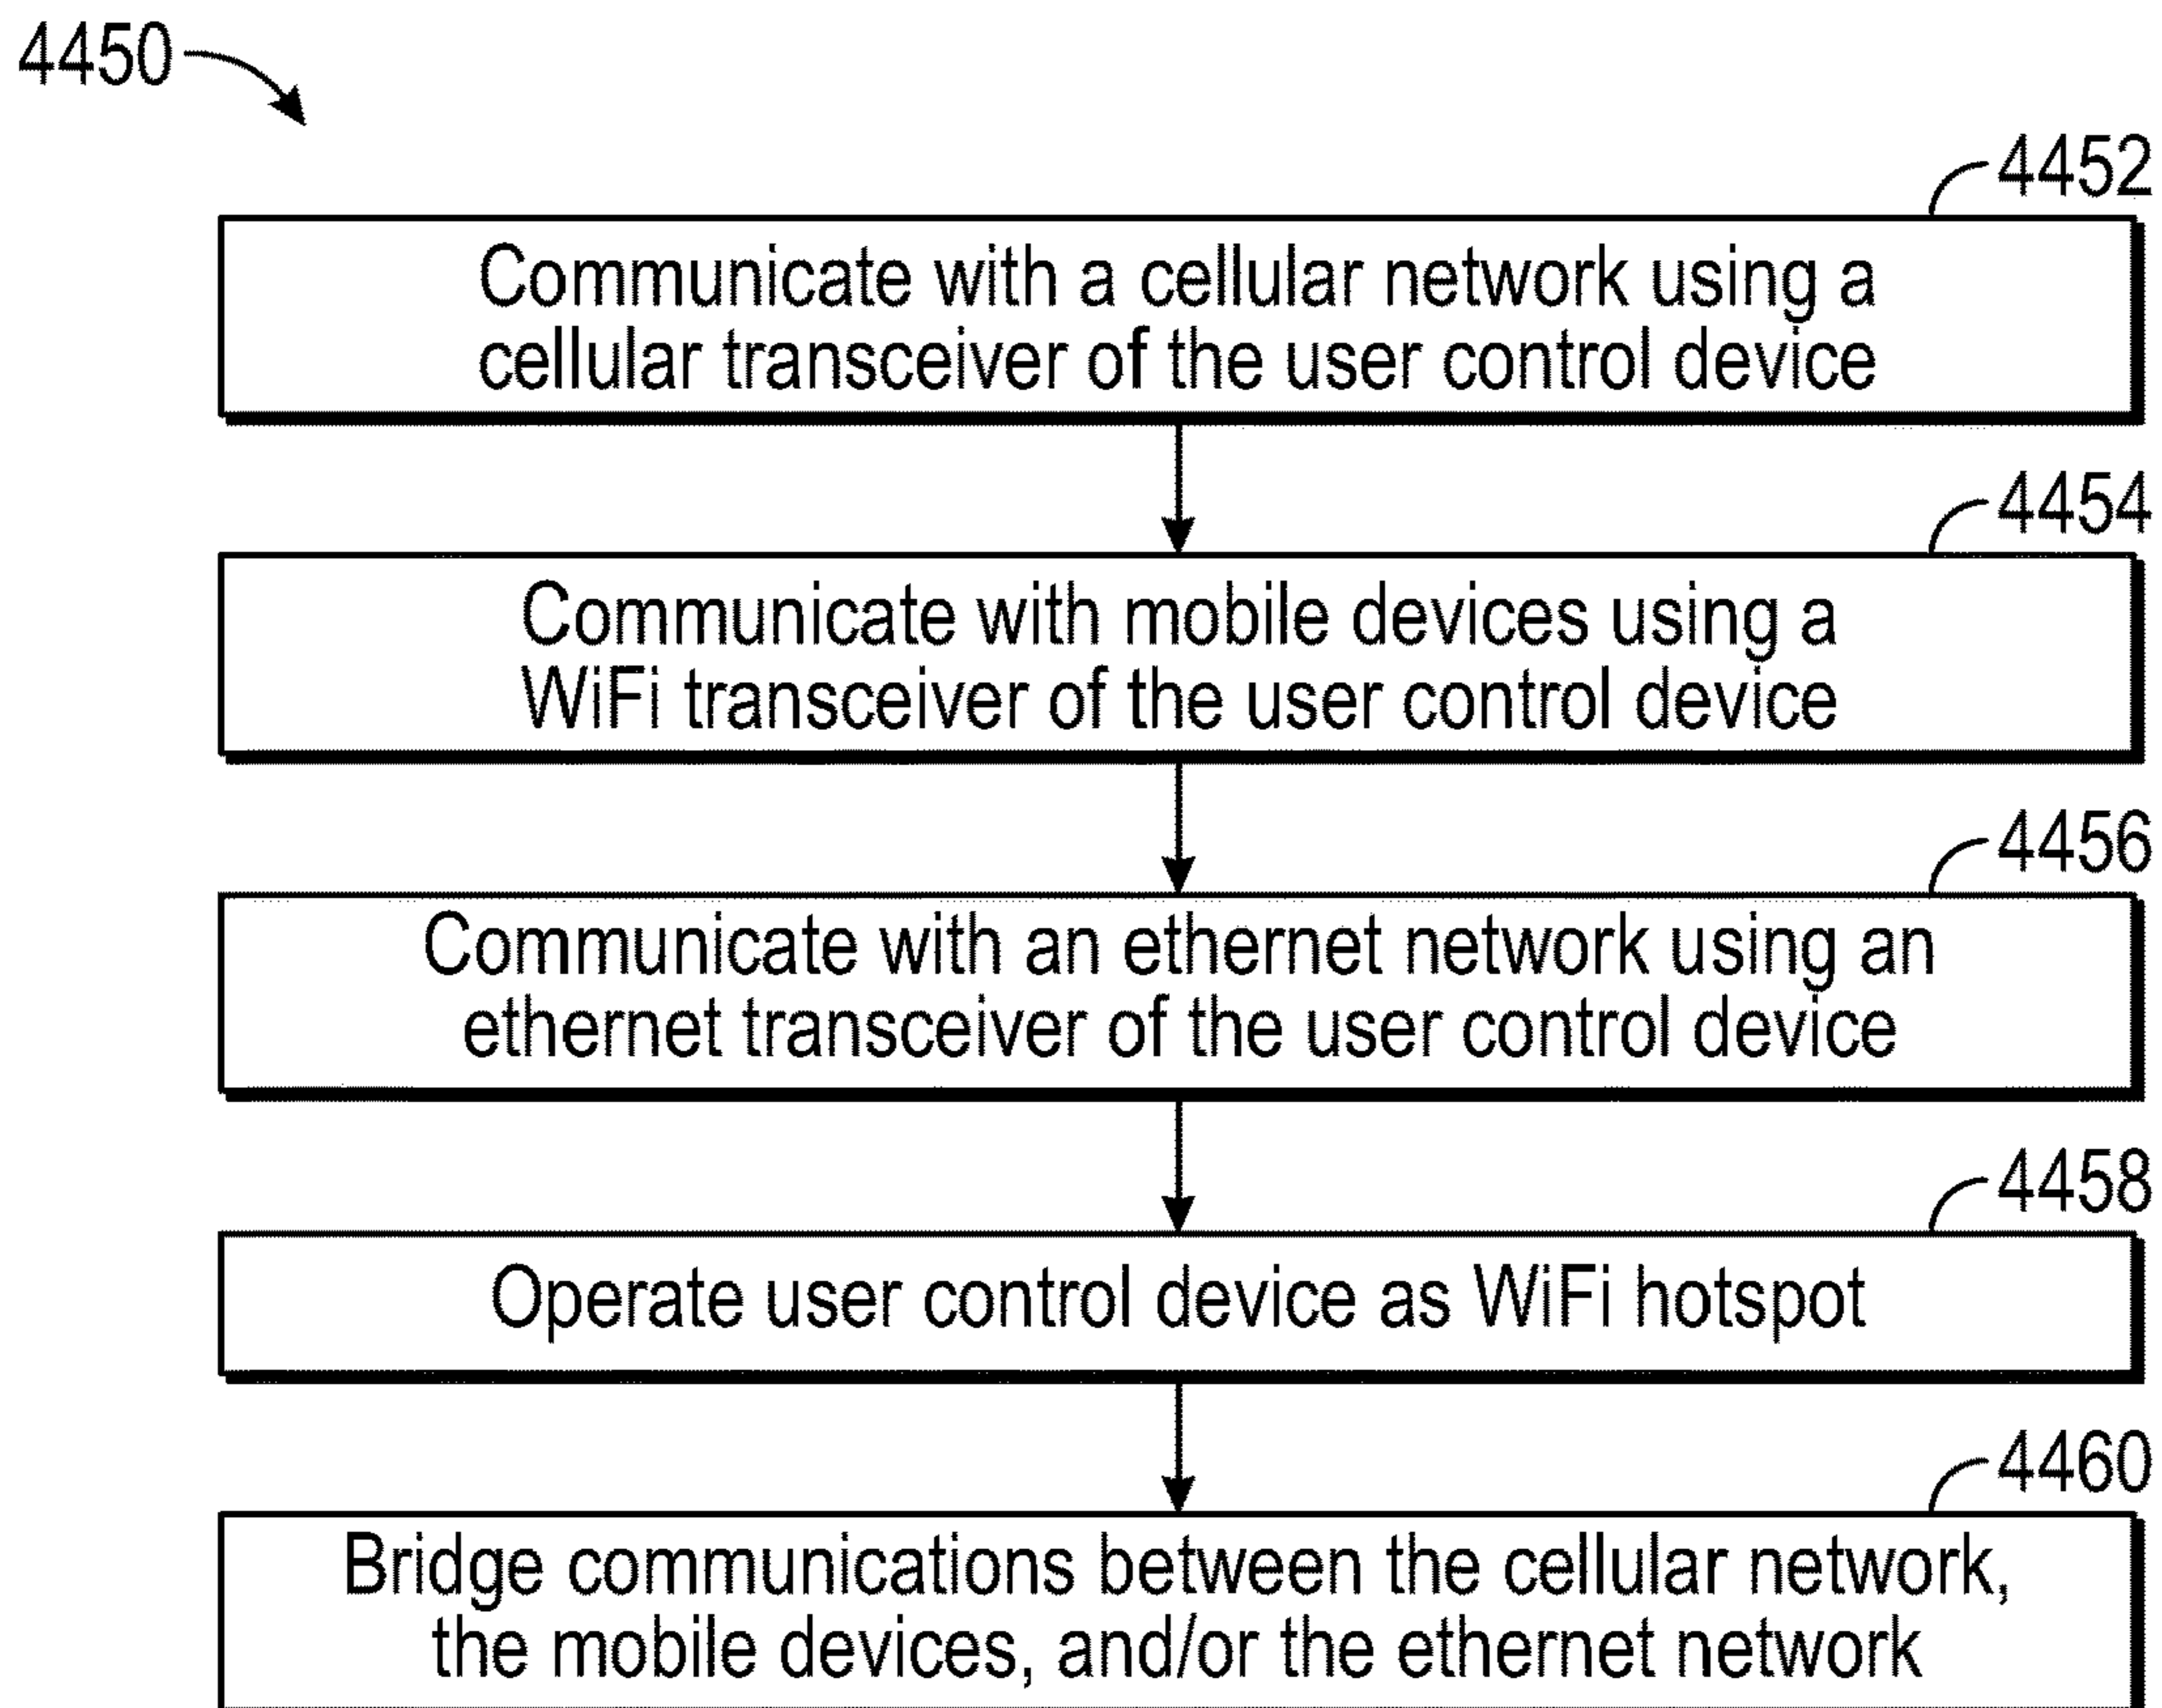 4450
4452
Communicate with a cellular network using a
cellular transceiver of the user control device
4454
Communicate with mobile devices using a
WiFi transceiver of the user control device
4456
Communicate with an ethernet network using an
ethernet transceiver of the user control device
4458
Operate user control device as WiFi hotspot
4460
Bridge communications between the cellular network,
the mobile devices, and/or the ethernet network